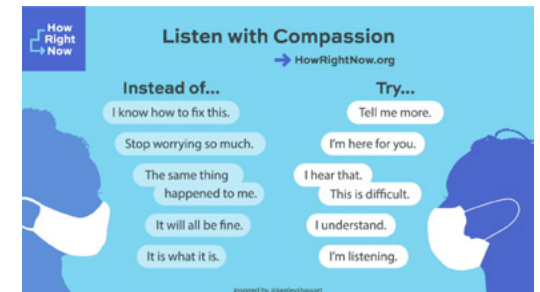 How
Right
Now
Listen with Compassion
HowRightNow.org
Instead of...
I know how to fix this.
Stop worrying so much.
The same thing
happened to me.
It will all be fine.
It is what it is.
Try...
Tell me more.
I'm here for you.
I hear that.
This is difficult.
I understand.
I'm listening.